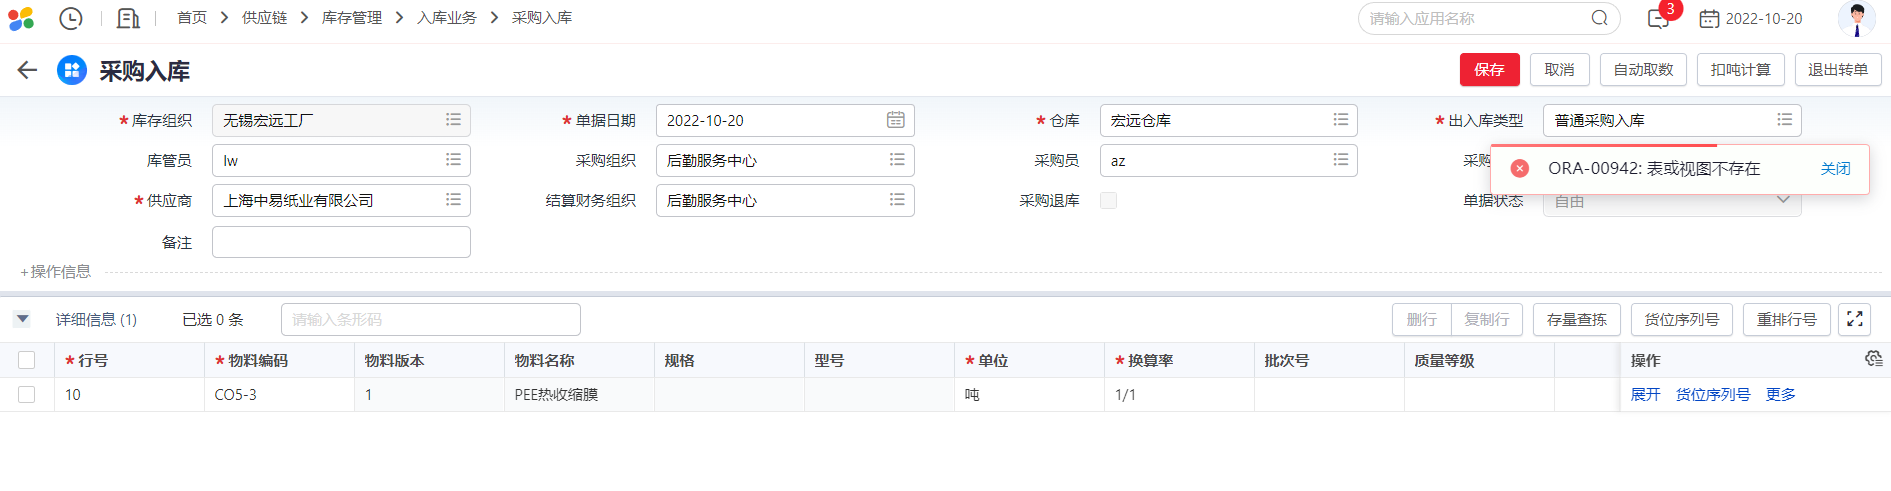 首页 供应链 库存管理 入库业务 采购入库 请输入应用名称 3 2022-10-20
采购入库 保存 取消 自动取数 扣吨计算 退出转单
*库存组织 无锡宏远工厂 *单据日期 2022-10-20 *仓库 宏远仓库 *出入库类型 普通采购入库
库管员 lw 采购组织 后勤服务中心 采购员 az 采购
ORA-00942: 表或视图不存在 关闭
*供应商 上海中易纸业有限公司 结算财务组织 后勤服务中心 采购退库 单据状态 自由
备注
+操作信息
详细信息 (1) 已选 0 条 请输入条形码 删行 复制行 存量查拣 货位序列号 重排行号
*行号 *物料编码 物料版本 物料名称 规格 型号 *单位 *换算率 批次号 质量等级 操作
10 CO5-3 1 PEE热收缩膜 吨 1/1 展开 货位序列号 更多